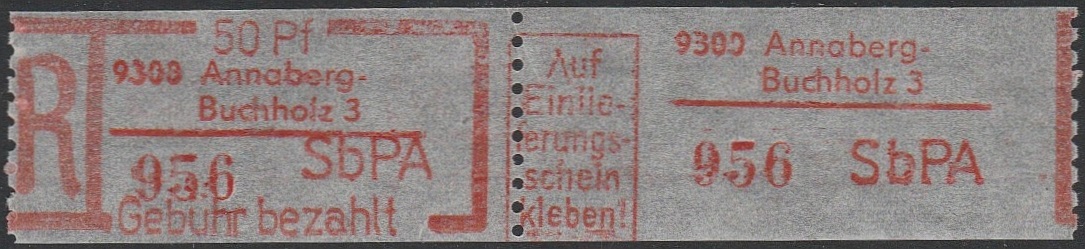 R
50 Pf
9300 Annaberg-
Buchholz 3
956 SbPA
Gebühr bezahlt
Auf
Einlie-
ferungs-
schein
kleben!
9300 Annaberg-
Buchholz 3
956 SbPA